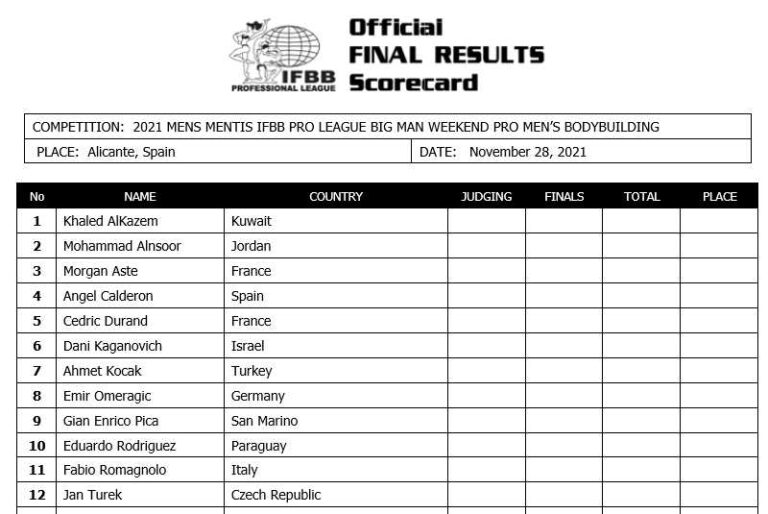 IFBB
PROFESSIONAL LEAGUE
Official
FINAL RESULTS
Scorecard
COMPETITION: 2021 MENS MENTIS IFBB PRO LEAGUE BIG MAN WEEKEND PRO MEN'S BODYBUILDING
PLACE: Alicante, Spain DATE: November 28, 2021
No NAME COUNTRY JUDGING FINALS TOTAL PLACE
1 Khaled AlKazem Kuwait
2 Mohammad Alnsoor Jordan
3 Morgan Aste France
4 Angel Calderon Spain
5 Cedric Durand France
6 Dani Kaganovich Israel
7 Ahmet Kocak Turkey
8 Emir Omeragic Germany
9 Gian Enrico Pica San Marino
10 Eduardo Rodriguez Paraguay
11 Fabio Romagnolo Italy
12 Jan Turek Czech Republic